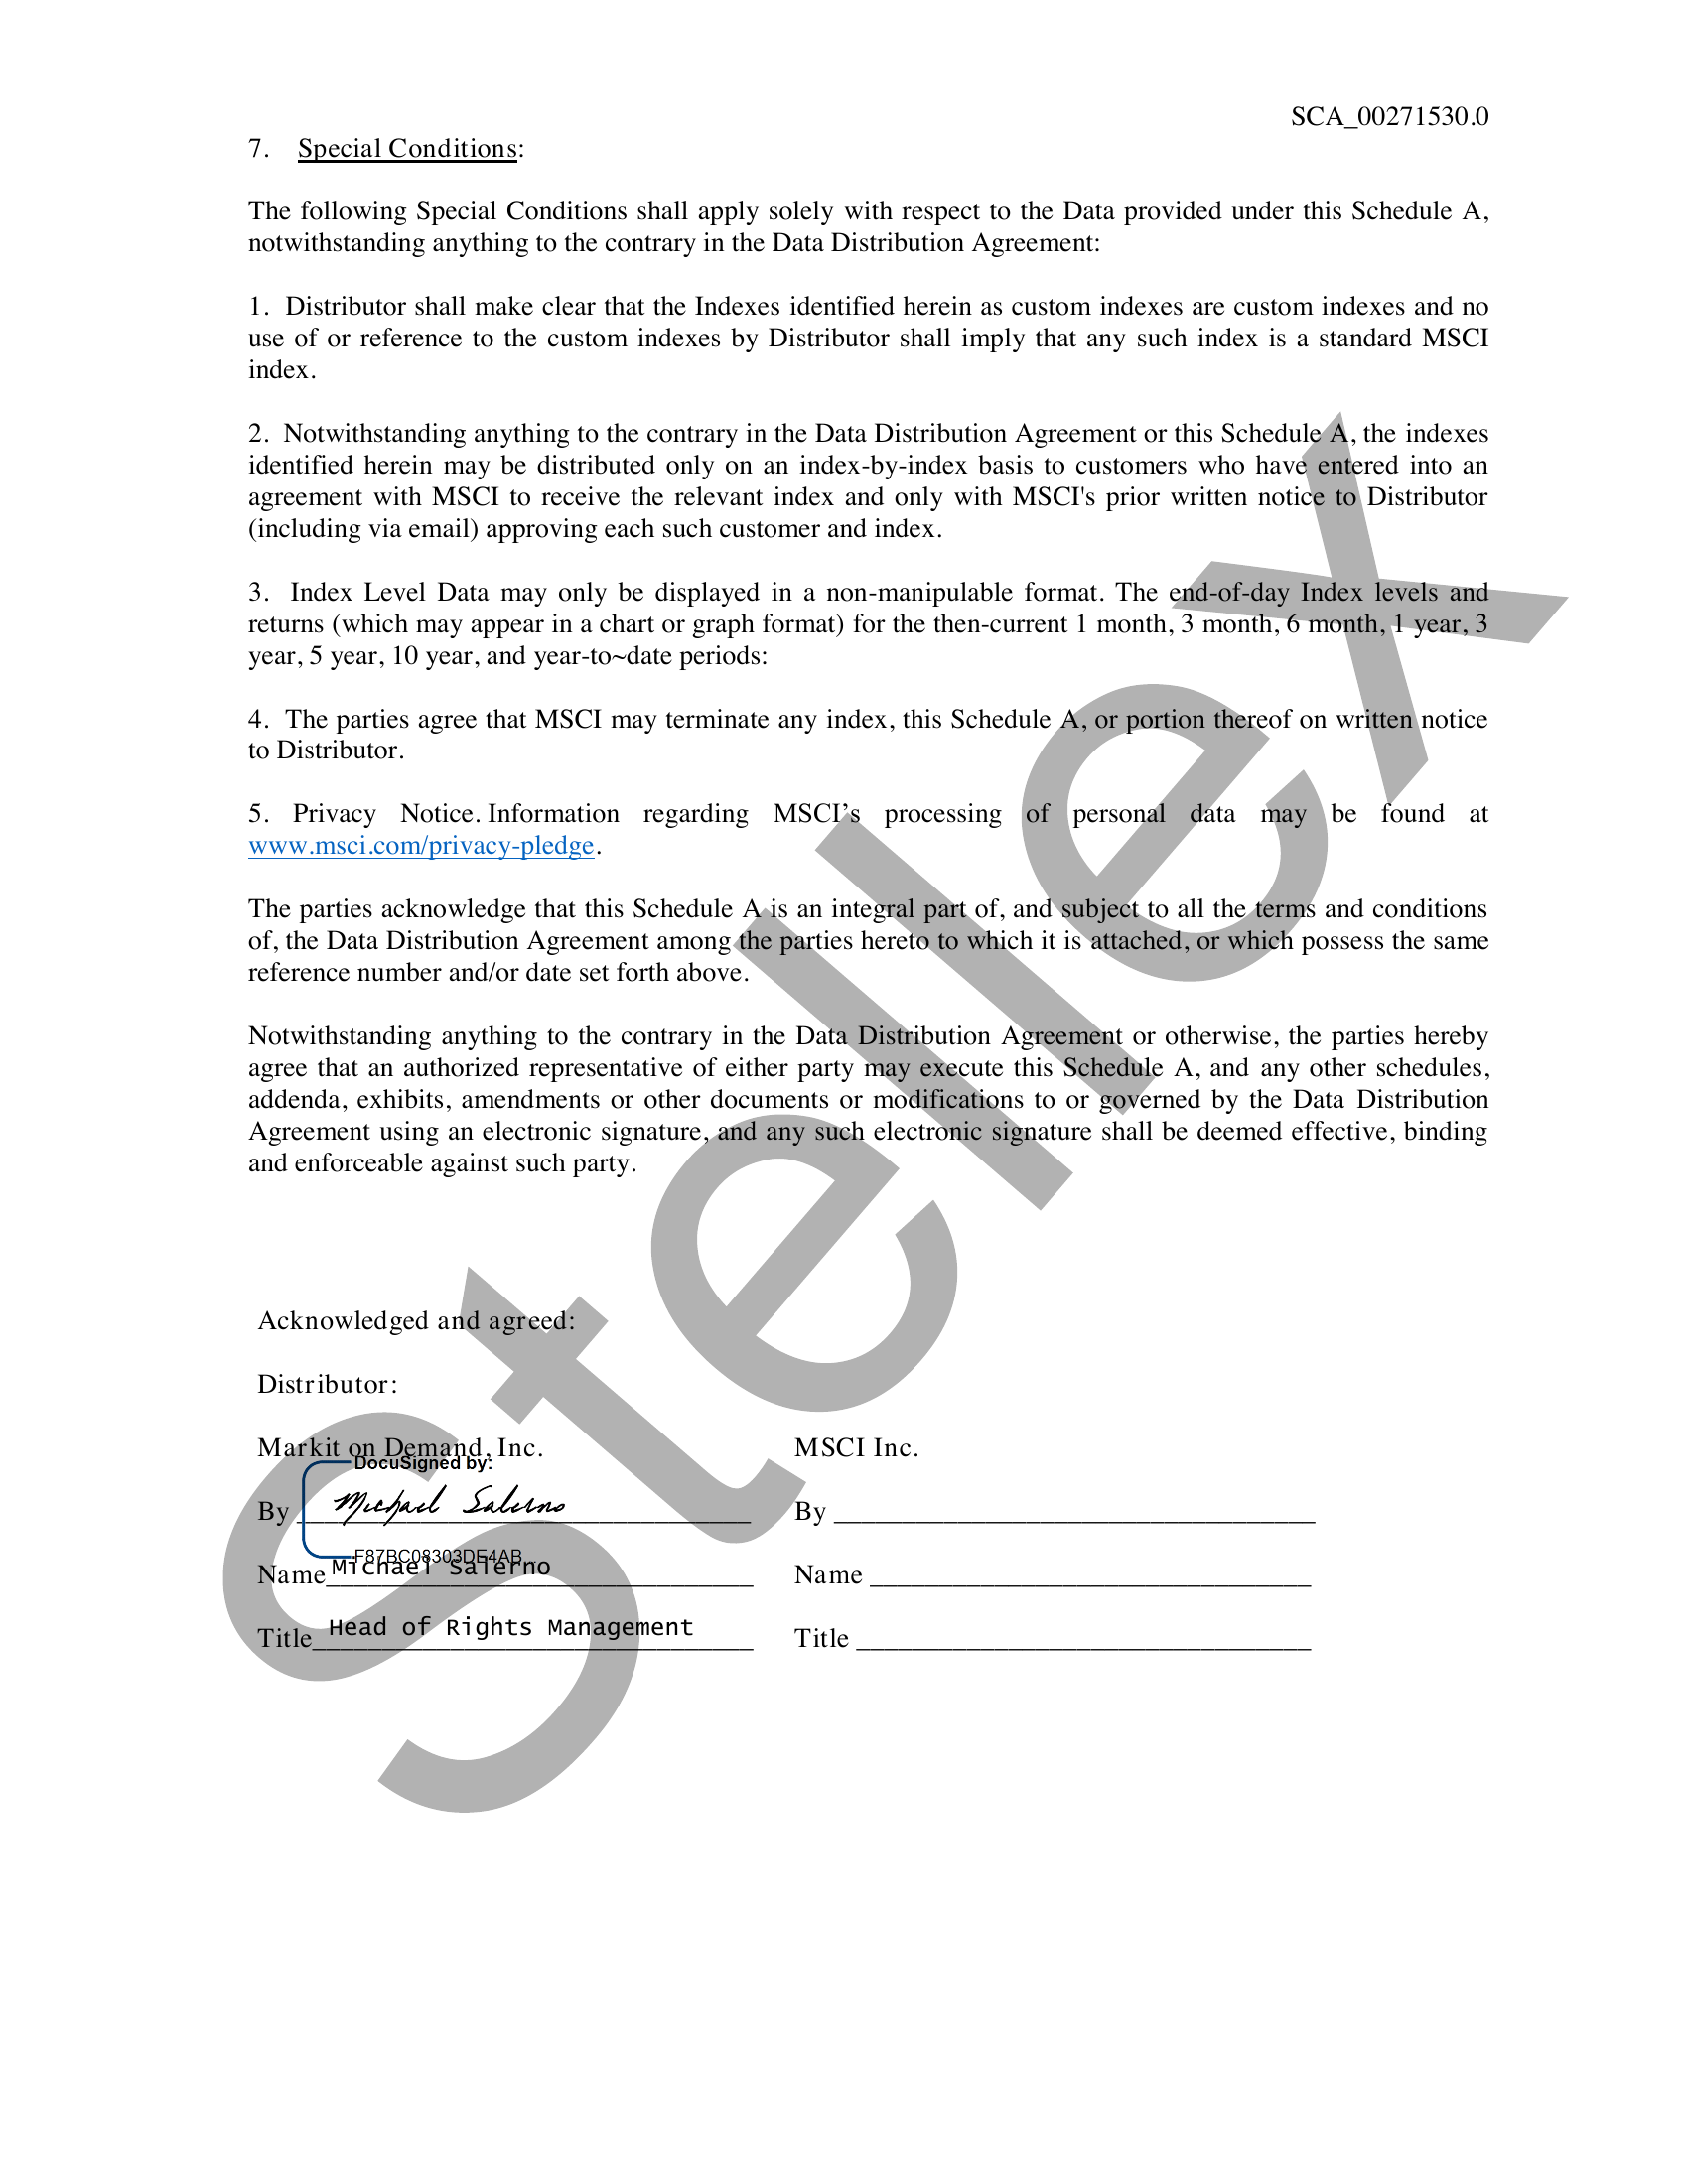 SCA_00271530.0
7. Special Conditions:
The following Special Conditions shall apply solely with respect to the Data provided under this Schedule A,
notwithstanding anything to the contrary in the Data Distribution Agreement:
1. Distributor shall make clear that the Indexes identified herein as custom indexes are custom indexes and no
use of or reference to the custom indexes by Distributor shall imply that any such index is a standard MSCI
index.
2. Notwithstanding anything to the contrary in the Data Distribution Agreement or this Schedule A, the indexes
identified herein may be distributed only on an index-by-index basis to customers who have entered into an
agreement with MSCI to receive the relevant index and only with MSCI's prior written notice to Distributor
(including via email) approving each such customer and index.
3. Index Level Data may only be displayed in a non-manipulable format. The end-of-day Index levels and
returns (which may appear in a chart or graph format) for the then-current 1 month, 3 month, 6 month, 1 year, 3
year, 5 year, 10 year, and year-to~date periods:
4. The parties agree that MSCI may terminate any index, this Schedule A, or portion thereof on written notice
to Distributor.
5. Privacy Notice. Information regarding MSCI’s processing of personal data may be found at
www.msci.com/privacy-pledge.
The parties acknowledge that this Schedule A is an integral part of, and subject to all the terms and conditions
of, the Data Distribution Agreement among the parties hereto to which it is attached, or which possess the same
reference number and/or date set forth above.
Notwithstanding anything to the contrary in the Data Distribution Agreement or otherwise, the parties hereby
agree that an authorized representative of either party may execute this Schedule A, and any other schedules,
addenda, exhibits, amendments or other documents or modifications to or governed by the Data Distribution
Agreement using an electronic signature, and any such electronic signature shall be deemed effective, binding
and enforceable against such party.
Acknowledged and agreed:
Distributor:
Markit on Demand, Inc. MSCI Inc.
DocuSigned by:
By Michael Salerno By
F87BC08303DE4AB...
Name Michael Salerno Name
Title Head of Rights Management Title
Stellex